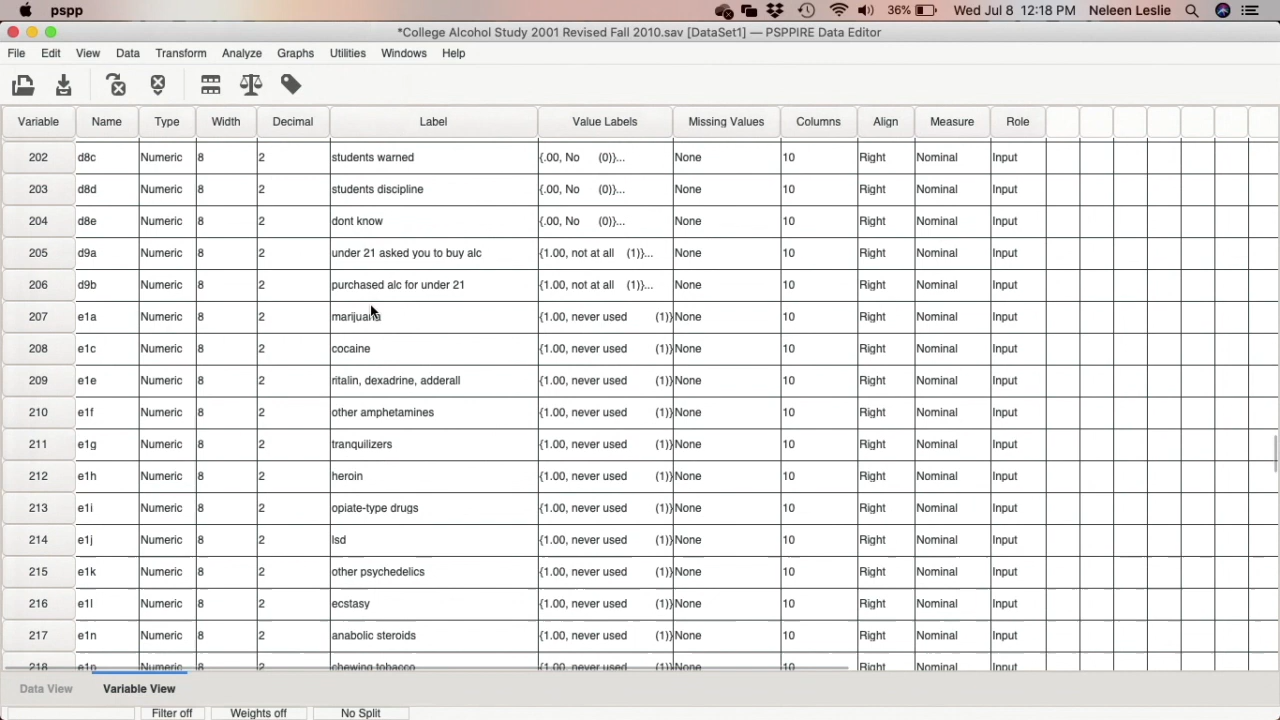 pspp 36% Wed Jul 8 12:18 PM Neleen Leslie
*College Alcohol Study 2001 Revised Fall 2010.sav [DataSet1] — PSPPIRE Data Editor
File Edit View Data Transform Analyze Graphs Utilities Windows Help
Variable Name Type Width Decimal Label Value Labels Missing Values Columns Align Measure Role
202 d8c Numeric 8 2 students warned {.00, No (0)}... None 10 Right Nominal Input
203 d8d Numeric 8 2 students discipline {.00, No (0)}... None 10 Right Nominal Input
204 d8e Numeric 8 2 dont know {.00, No (0)}... None 10 Right Nominal Input
205 d9a Numeric 8 2 under 21 asked you to buy alc {1.00, not at all (1)}... None 10 Right Nominal Input
206 d9b Numeric 8 2 purchased alc for under 21 {1.00, not at all (1)}... None 10 Right Nominal Input
207 e1a Numeric 8 2 marijuana {1.00, never used (1)} None 10 Right Nominal Input
208 e1c Numeric 8 2 cocaine {1.00, never used (1)} None 10 Right Nominal Input
209 e1e Numeric 8 2 ritalin, dexadrine, adderall {1.00, never used (1)} None 10 Right Nominal Input
210 e1f Numeric 8 2 other amphetamines {1.00, never used (1)} None 10 Right Nominal Input
211 e1g Numeric 8 2 tranquilizers {1.00, never used (1)} None 10 Right Nominal Input
212 e1h Numeric 8 2 heroin {1.00, never used (1)} None 10 Right Nominal Input
213 e1i Numeric 8 2 opiate-type drugs {1.00, never used (1)} None 10 Right Nominal Input
214 e1j Numeric 8 2 lsd {1.00, never used (1)} None 10 Right Nominal Input
215 e1k Numeric 8 2 other psychedelics {1.00, never used (1)} None 10 Right Nominal Input
216 e1l Numeric 8 2 ecstasy {1.00, never used (1)} None 10 Right Nominal Input
217 e1n Numeric 8 2 anabolic steroids {1.00, never used (1)} None 10 Right Nominal Input
218 e1p Numeric 8 2 chewing tobacco {1.00, never used (1)} None 10 Right Nominal Input
Data View Variable View
Filter off Weights off No Split